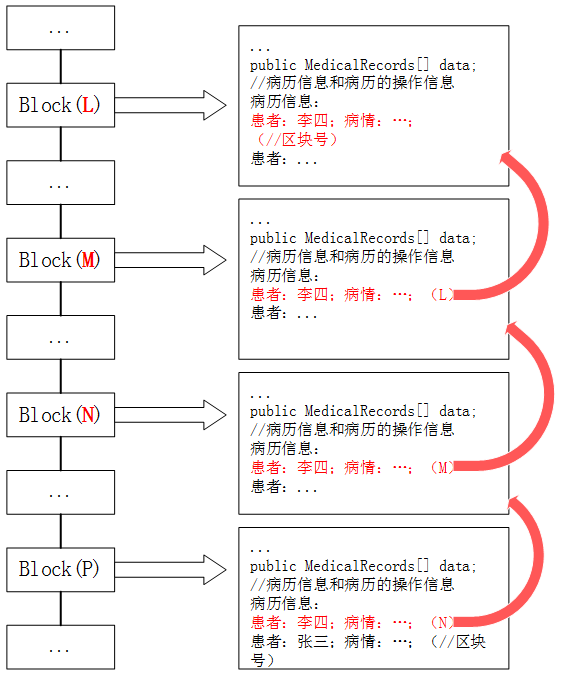 ...
Block(L)
...
Block(M)
...
Block(N)
...
Block(P)
...
...
public MedicalRecords[] data;
//病历信息和病历的操作信息
病历信息：
患者：李四；病情：…；
（//区块号）
患者：...
...
public MedicalRecords[] data;
//病历信息和病历的操作信息
病历信息：
患者：李四；病情：…；（L）
患者：...
...
public MedicalRecords[] data;
//病历信息和病历的操作信息
病历信息：
患者：李四；病情：…；（M）
患者：...
...
public MedicalRecords[] data;
//病历信息和病历的操作信息
病历信息：
患者：李四；病情：…；（N）
患者：张三；病情：…；（//区块
号）